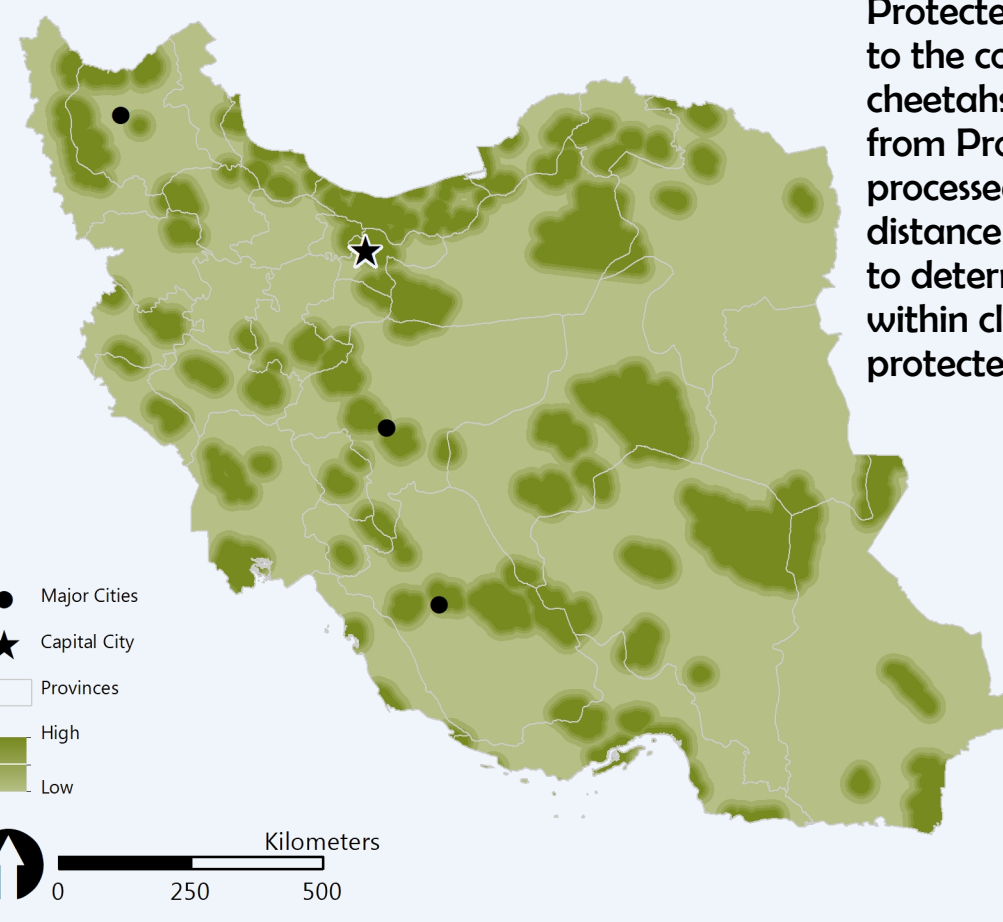 Protecte
to the co
cheetahs
from Pro
processe
distance
to deter
within cl
protecte
Major Cities
Capital City
Provinces
High
Low
Kilometers
0 250 500